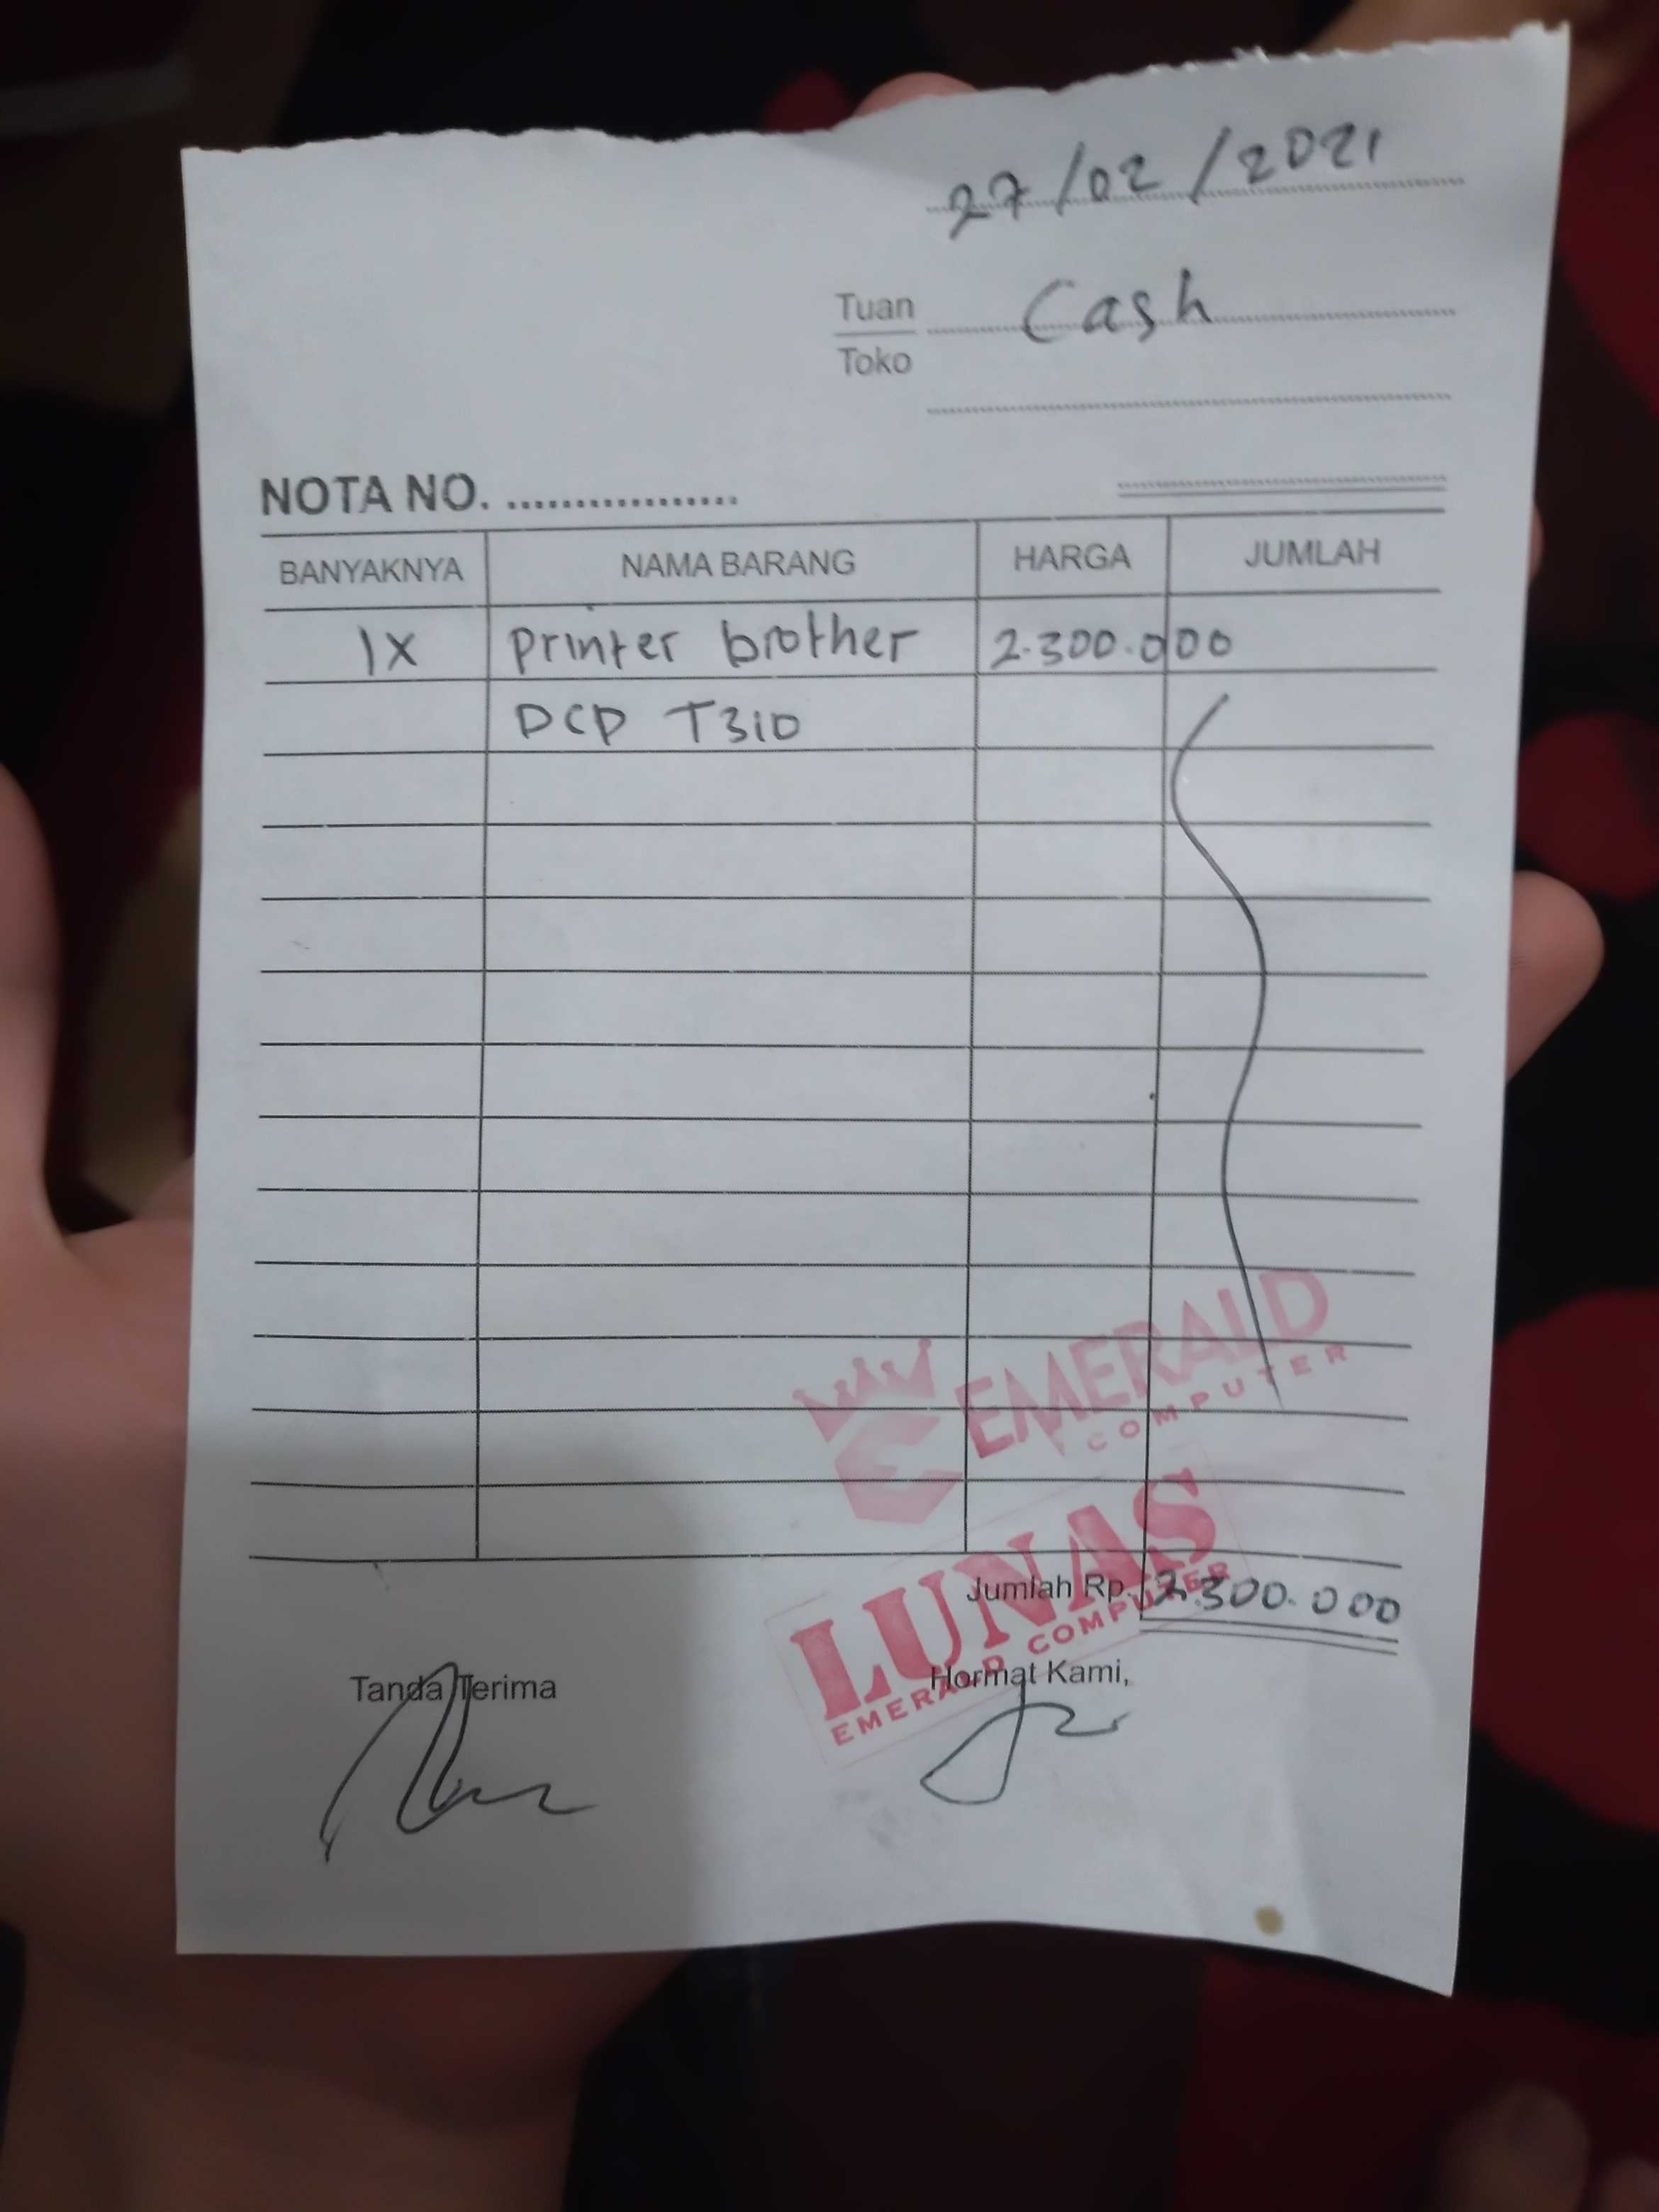 27/02/2021
Tuan Cash
Toko
NOTA NO. ..................
BANYAKNYA NAMA BARANG HARGA JUMLAH
1X Printer brother 2.300.000
DCP T310
EMERALD
COMPUTER
LUNAS
EMERALD COMPUTER
Jumlah Rp. 2.300.000
Tanda Terima Hormat Kami,